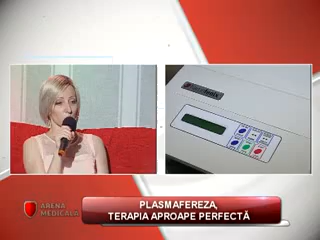 PLASMAFEREZA,
TERAPIA APROAPE PERFECTĂ
ARENA
MEDICALĂ